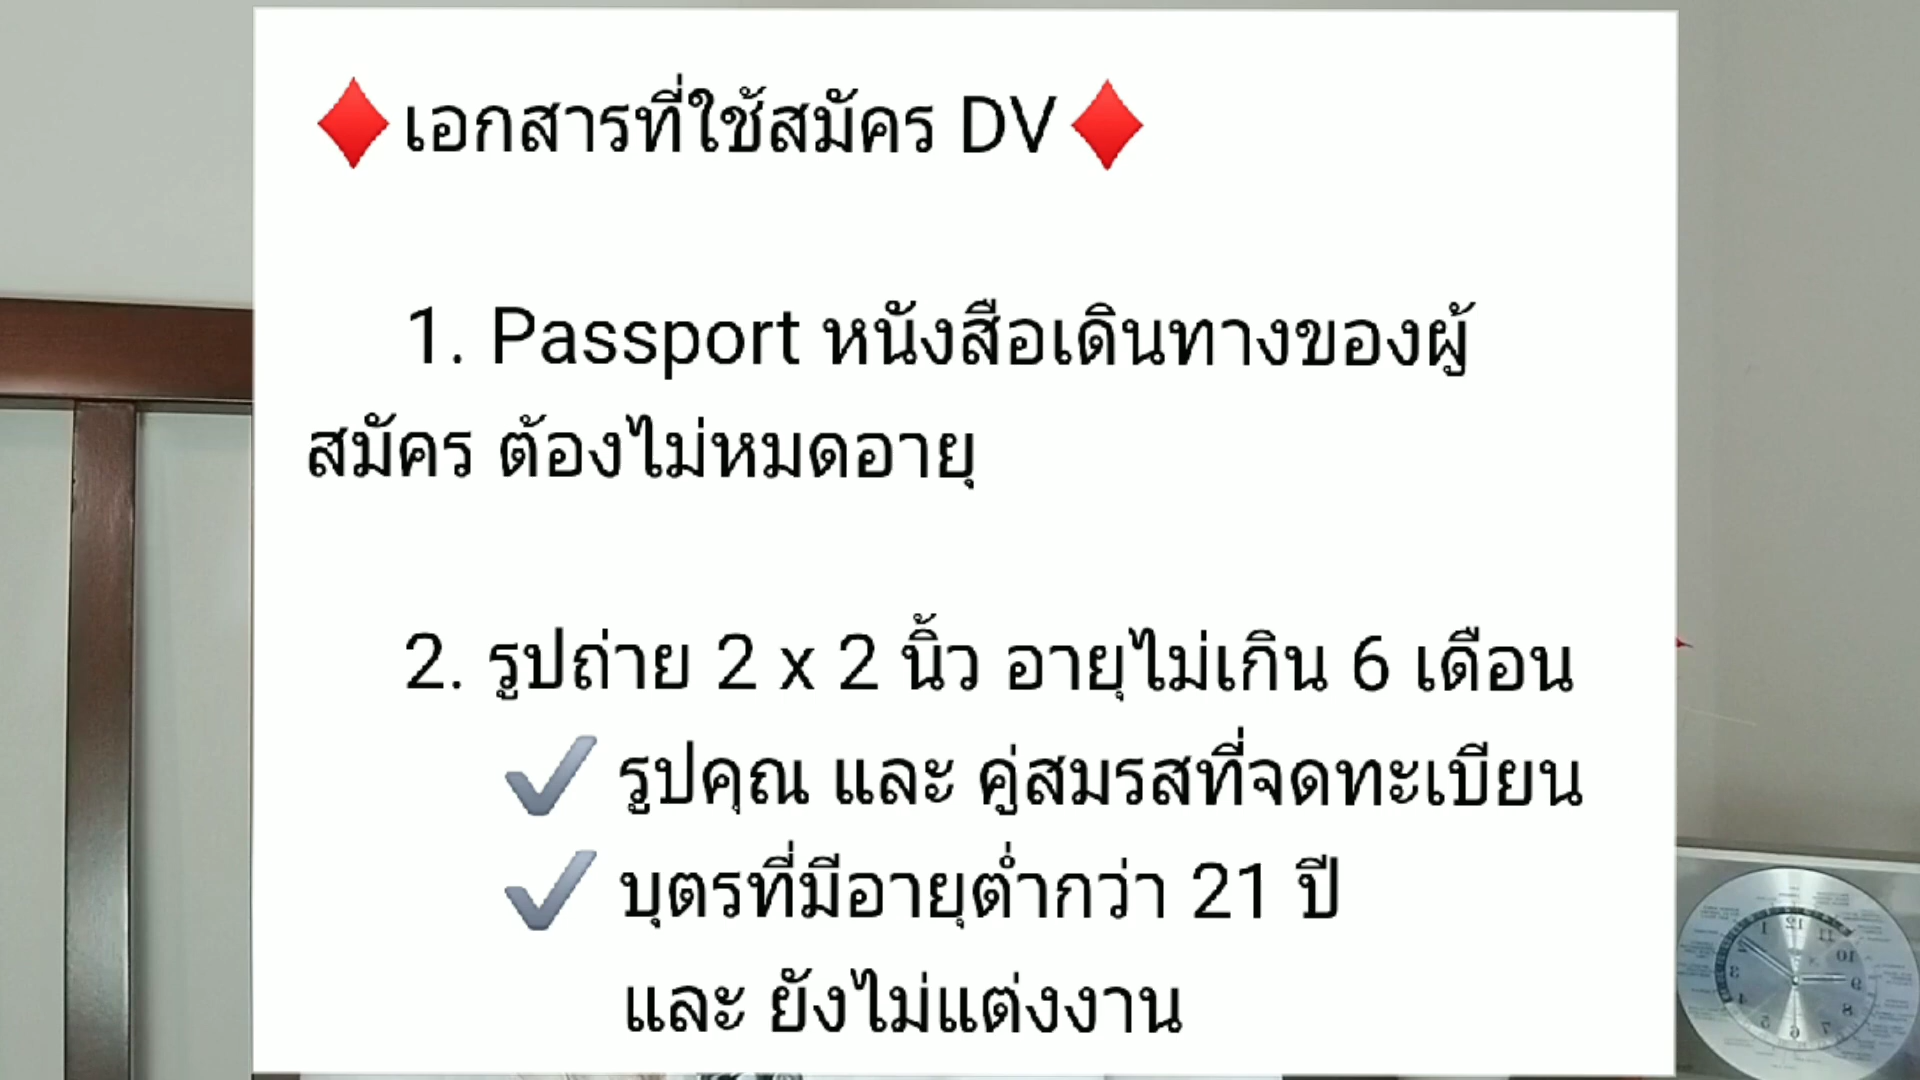 ♦️เอกสารที่ใช้สมัคร DV♦️
1. Passport หนังสือเดินทางของผู้
สมัคร ต้องไม่หมดอายุ
2. รูปถ่าย 2 x 2 นิ้ว อายุไม่เกิน 6 เดือน
✔️ รูปคุณ และ คู่สมรสที่จดทะเบียน
✔️ บุตรที่มีอายุต่ำกว่า 21 ปี
และ ยังไม่แต่งงาน